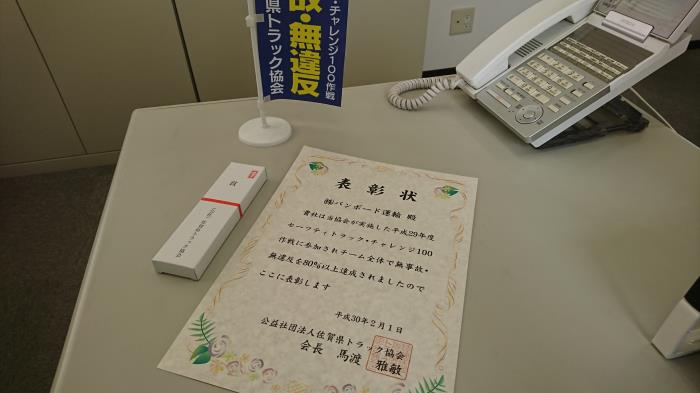 チャレンジ100作戦
故・無違反
県トラック協会
賞
表彰状
㈱バンボード運輸 殿
貴社は当協会が実施した平成29年度
セーフティトラック・チャレンジ100
作戦に参加されチーム全体で無事故・
無違反を80%以上達成されましたので
ここに表彰します
平成30年2月1日
公益社団法人佐賀県トラック協会
会長 馬渡 雅敏